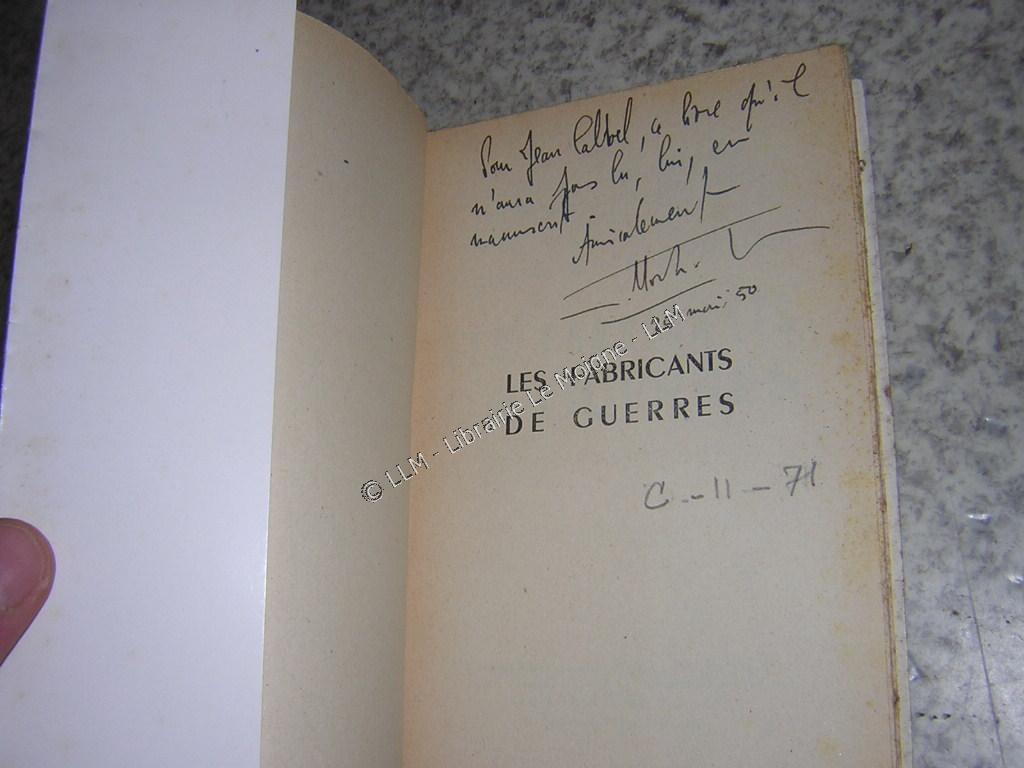 Pour Jean Calvel, ce livre qu'il
n'aura pas lu, lui, en
manuscrit
Amicalement
mai 50
LES FABRICANTS
DE GUERRES
C - 11 - 71
© LLM - Librairie Le Moigne - LLM